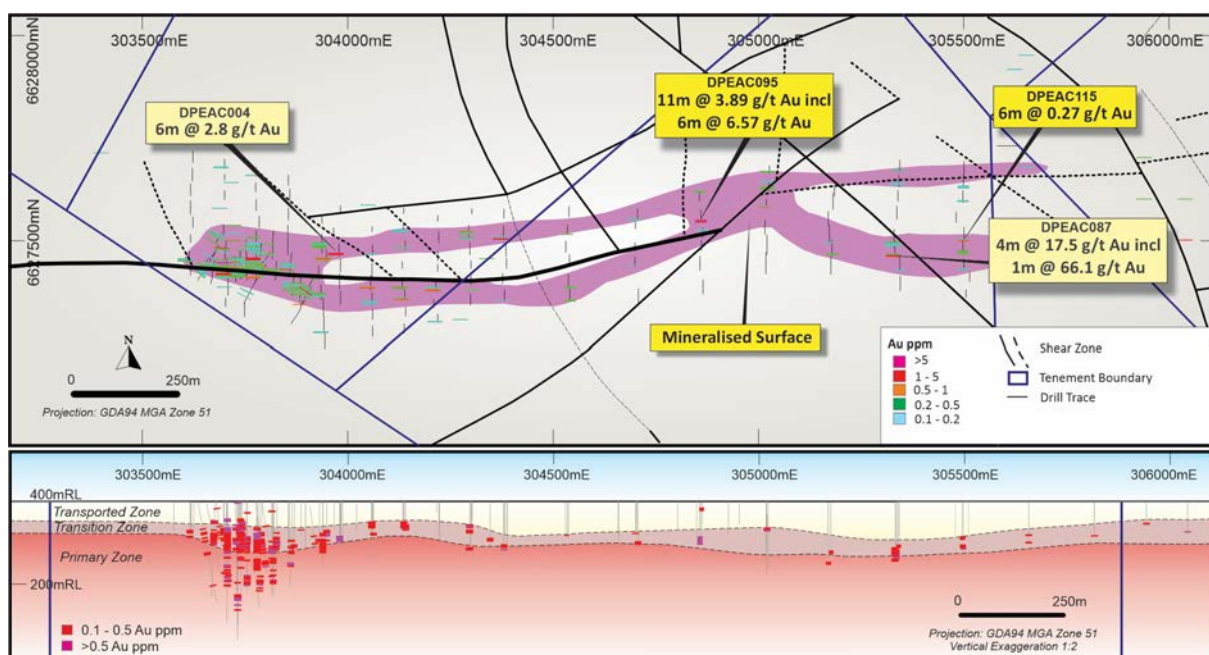 303500mE 304000mE 304500mE 305000mE 305500mE 306000mE
6628000mN
6627500mN
DPEAC004
6m @ 2.8 g/t Au
DPEAC095
11m @ 3.89 g/t Au incl
6m @ 6.57 g/t Au
DPEAC115
6m @ 0.27 g/t Au
DPEAC087
4m @ 17.5 g/t Au incl
1m @ 66.1 g/t Au
Mineralised Surface
N
0 250m
Projection: GDA94 MGA Zone 51
Au ppm
>5
1 - 5
0.5 - 1
0.2 - 0.5
0.1 - 0.2
Shear Zone
Tenement Boundary
Drill Trace
303500mE 304000mE 304500mE 305000mE 305500mE 306000mE
400mRL
Transported Zone
Transition Zone
Primary Zone
200mRL
0.1 - 0.5 Au ppm
>0.5 Au ppm
0 250m
Projection: GDA94 MGA Zone 51
Vertical Exaggeration 1:2